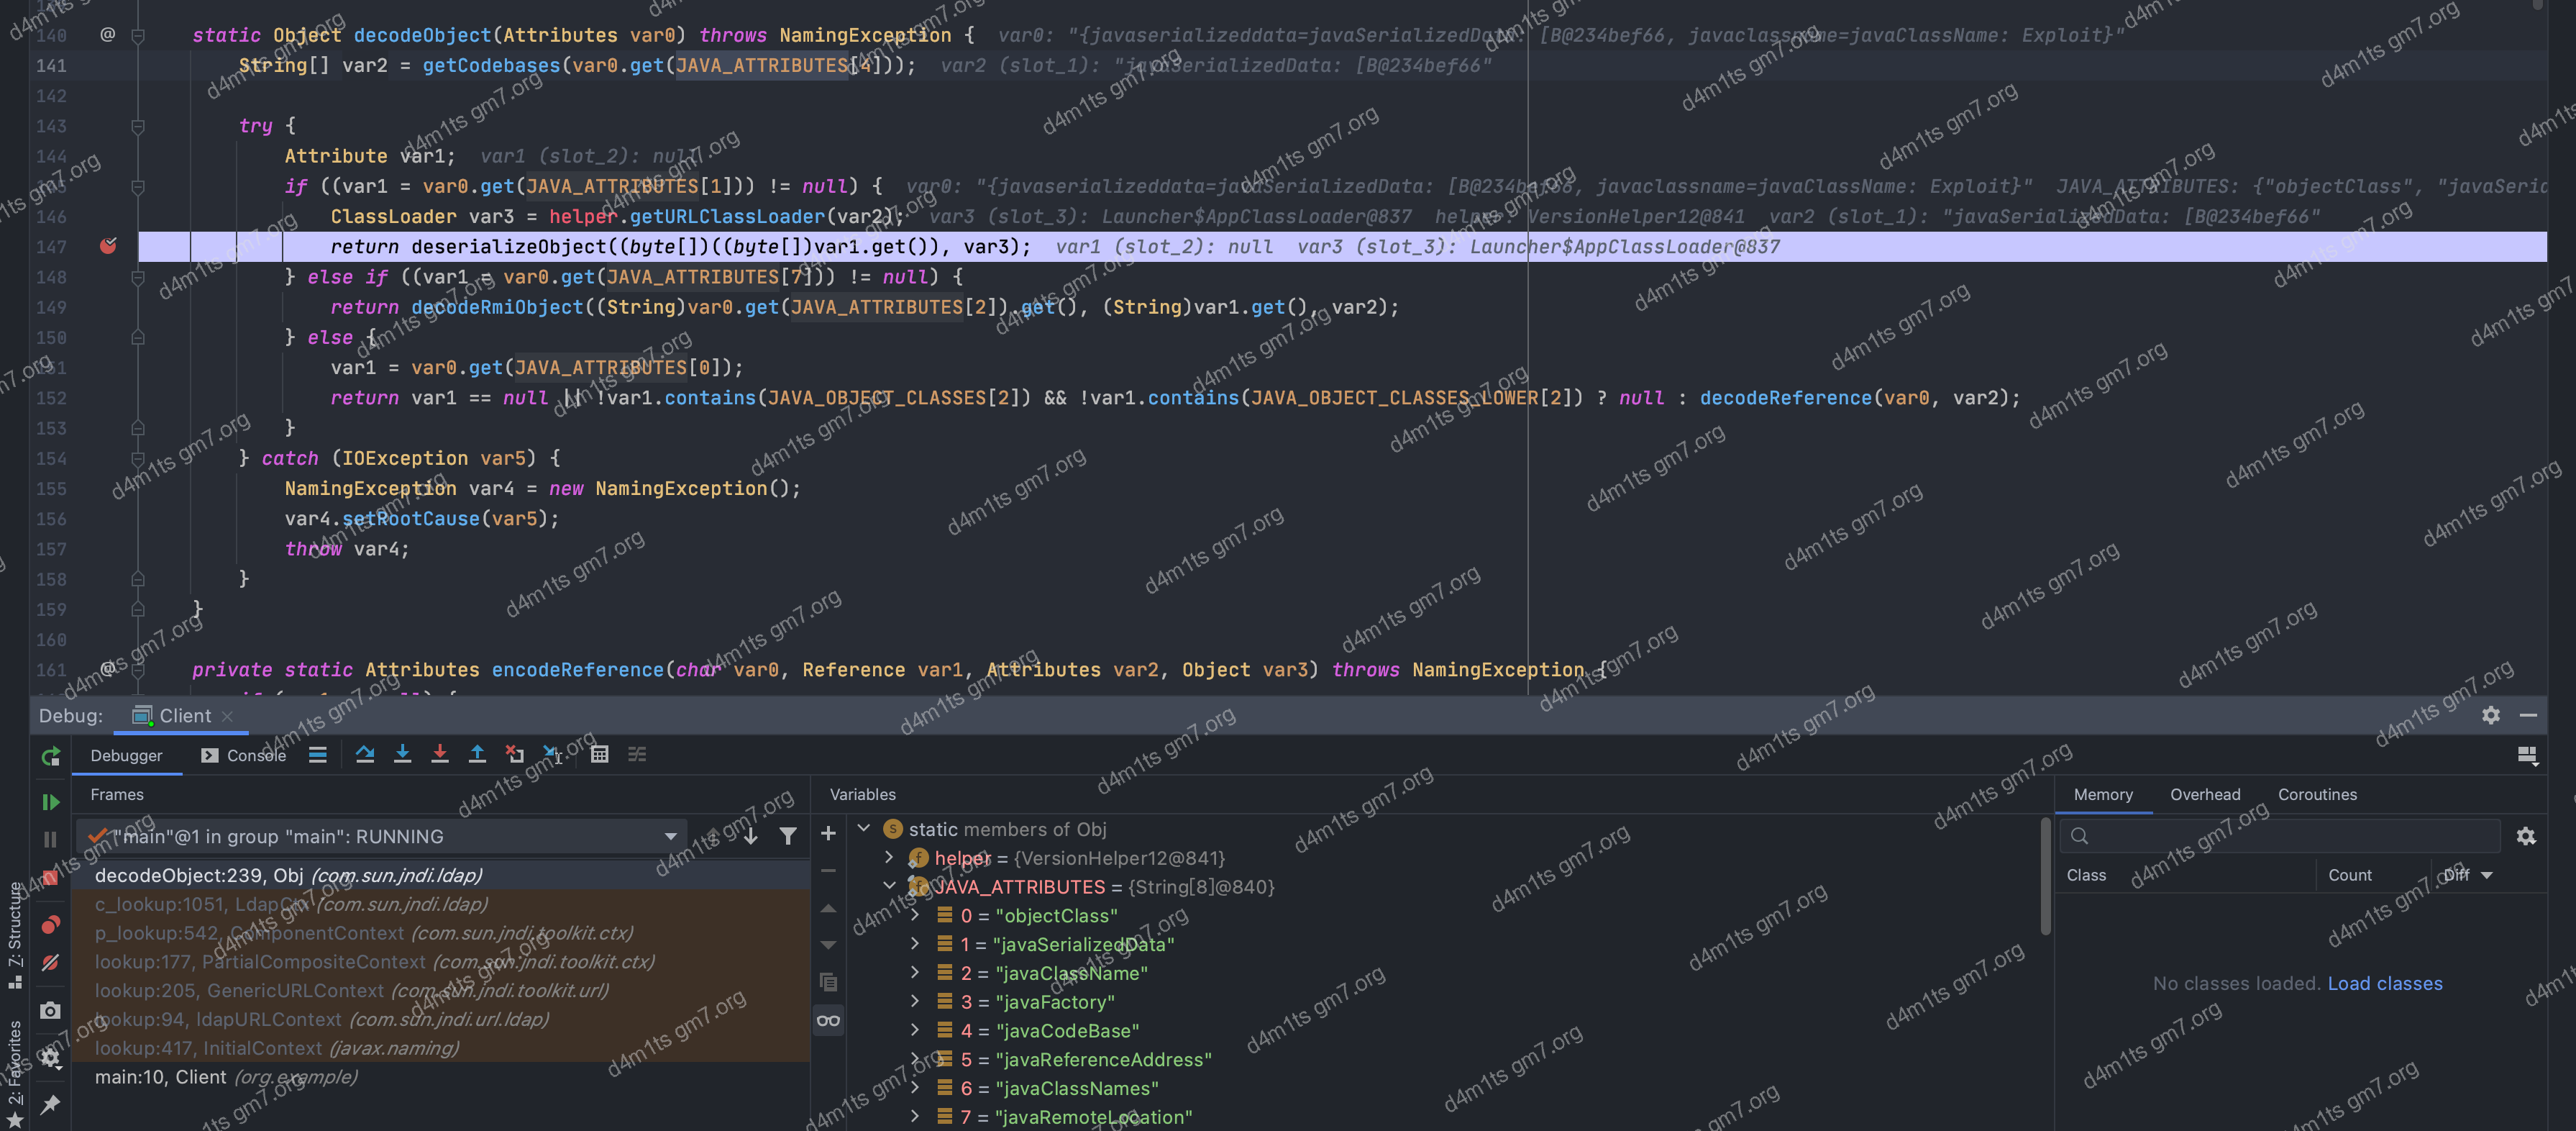 140 @ static Object decodeObject(Attributes var0) throws NamingException { var0: "{javaserializeddata=javaSerializedData: [B@234bef66, javaclassname=javaClassName: Exploit}"
141 String[] var2 = getCodebases(var0.get(JAVA_ATTRIBUTES[4])); var2 (slot_1): "javaSerializedData: [B@234bef66"
142
143 try {
144 Attribute var1; var1 (slot_2): null
145 if ((var1 = var0.get(JAVA_ATTRIBUTES[1])) != null) { var0: "{javaserializeddata=javaSerializedData: [B@234bef66, javaclassname=javaClassName: Exploit}" JAVA_ATTRIBUTES: {"objectClass", "javaSeria
146 ClassLoader var3 = helper.getURLClassLoader(var2); var3 (slot_3): Launcher$AppClassLoader@837 helper: VersionHelper12@841 var2 (slot_1): "javaSerializedData: [B@234bef66"
147 return deserializeObject((byte[])((byte[])var1.get()), var3); var1 (slot_2): null var3 (slot_3): Launcher$AppClassLoader@837
148 } else if ((var1 = var0.get(JAVA_ATTRIBUTES[7])) != null) {
149 return decodeRmiObject((String)var0.get(JAVA_ATTRIBUTES[2]).get(), (String)var1.get(), var2);
150 } else {
151 var1 = var0.get(JAVA_ATTRIBUTES[0]);
152 return var1 == null || !var1.contains(JAVA_OBJECT_CLASSES[2]) && !var1.contains(JAVA_OBJECT_CLASSES_LOWER[2]) ? null : decodeReference(var0, var2);
153 }
154 } catch (IOException var5) {
155 NamingException var4 = new NamingException();
156 var4.setRootCause(var5);
157 throw var4;
158 }
159 }
160
161 @ private static Attributes encodeReference(char var0, Reference var1, Attributes var2, Object var3) throws NamingException {
Debug: Client
Debugger Console
Frames
"main"@1 in group "main": RUNNING
decodeObject:239, Obj (com.sun.jndi.ldap)
c_lookup:1051, LdapCtx (com.sun.jndi.ldap)
p_lookup:542, ComponentContext (com.sun.jndi.toolkit.ctx)
lookup:177, PartialCompositeContext (com.sun.jndi.toolkit.ctx)
lookup:205, GenericURLContext (com.sun.jndi.toolkit.url)
lookup:94, ldapURLContext (com.sun.jndi.url.ldap)
lookup:417, InitialContext (javax.naming)
main:10, Client (org.example)
Variables
static members of Obj
helper = {VersionHelper12@841}
JAVA_ATTRIBUTES = {String[8]@840}
0 = "objectClass"
1 = "javaSerializedData"
2 = "javaClassName"
3 = "javaFactory"
4 = "javaCodeBase"
5 = "javaReferenceAddress"
6 = "javaClassNames"
7 = "javaRemoteLocation"
Memory Overhead Coroutines
Class Count Diff
No classes loaded. Load classes
7: Structure
2: Favorites
d4m1ts gm7.org